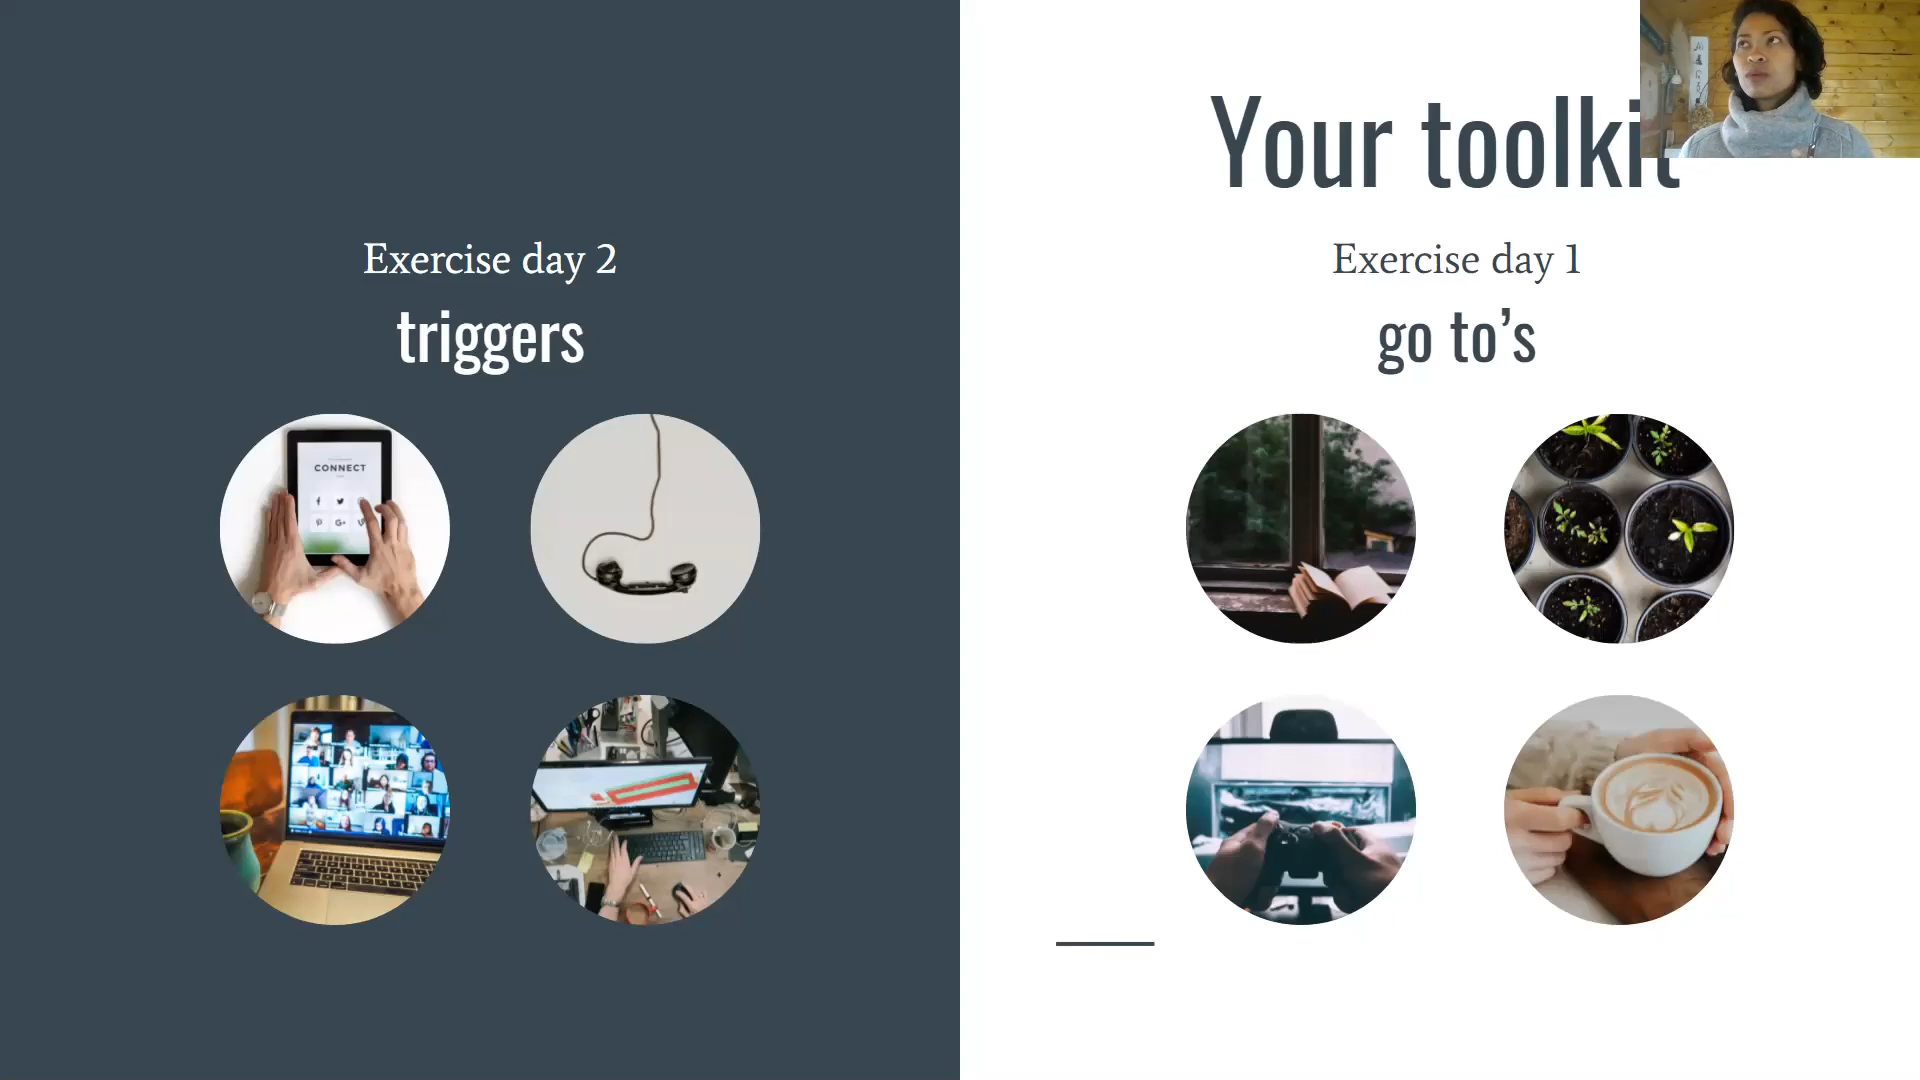 Your toolkit
Exercise day 2
triggers
Exercise day 1
go to’s
CONNECT